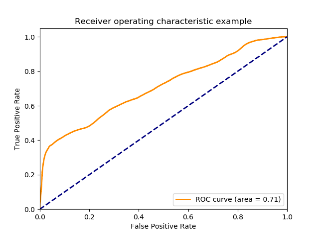 Receiver operating characteristic example
1.0
0.8
0.6
0.4
0.2
0.0
True Positive Rate
ROC curve (area = 0.71)
0.0 0.2 0.4 0.6 0.8 1.0
False Positive Rate